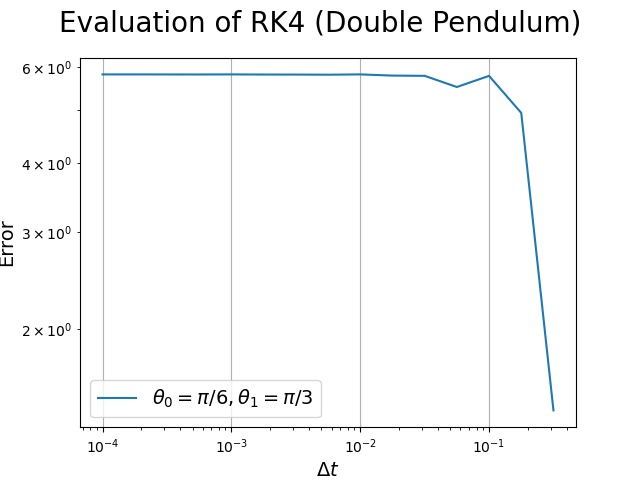 Evaluation of RK4 (Double Pendulum)
6 × 10⁰
4 × 10⁰
3 × 10⁰
2 × 10⁰
Error
θ₀ = π/6, θ₁ = π/3
10⁻⁴ 10⁻³ 10⁻² 10⁻¹
Δt